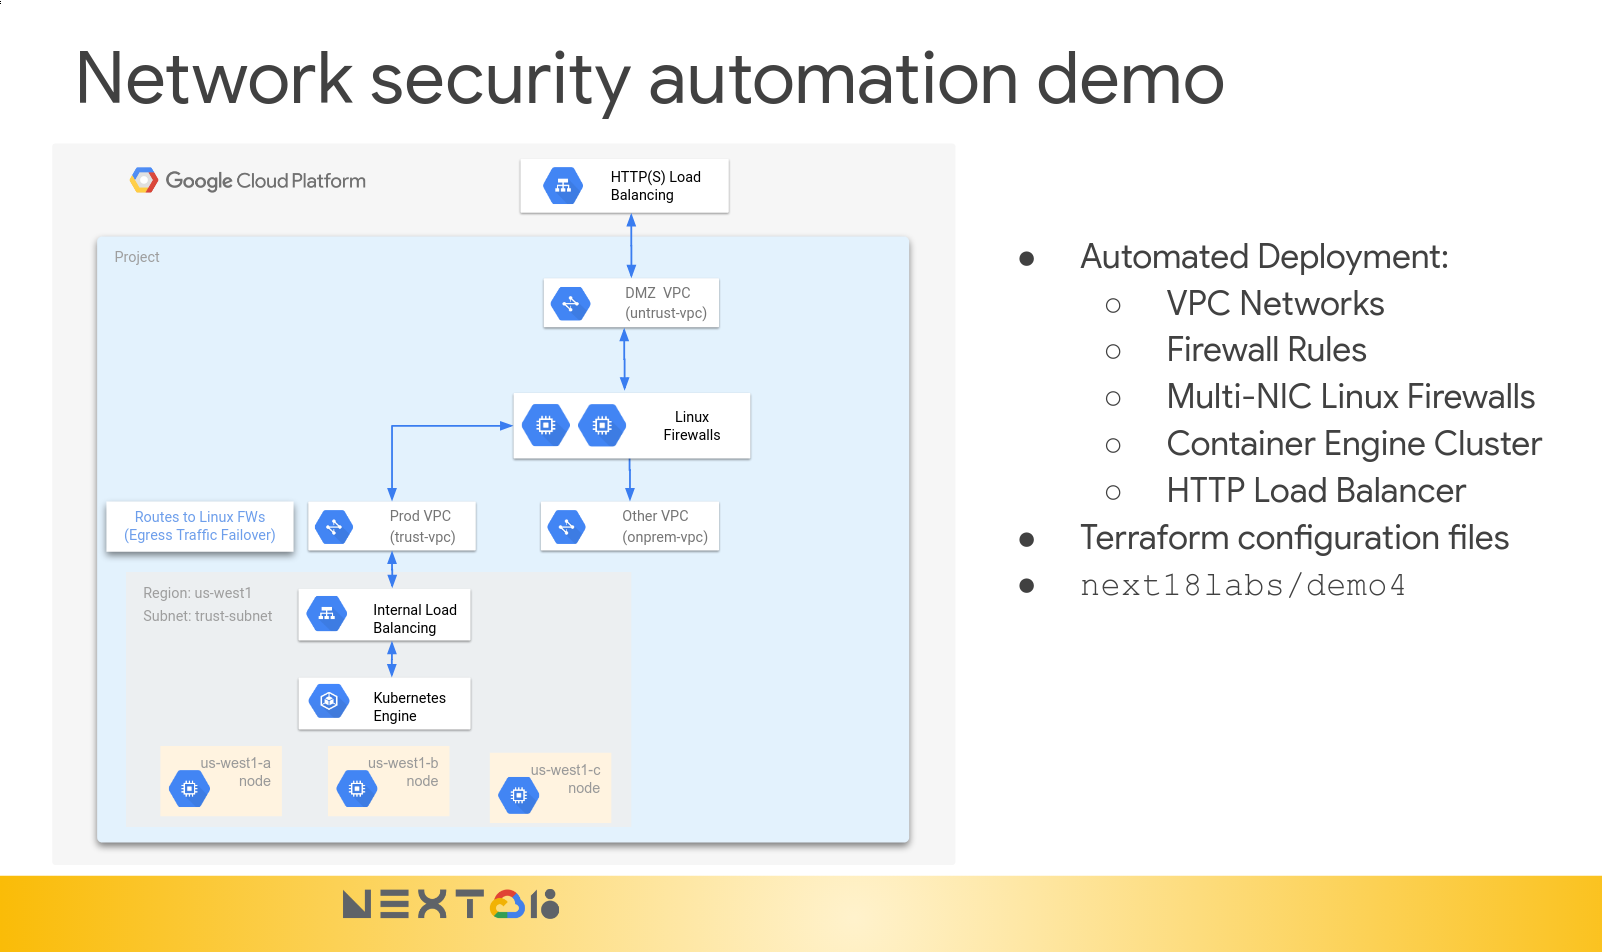 Network security automation demo
Google Cloud Platform
HTTP(S) Load
Balancing
Project
DMZ VPC
(untrust-vpc)
Linux
Firewalls
Routes to Linux FWs
(Egress Traffic Failover)
Prod VPC
(trust-vpc)
Other VPC
(onprem-vpc)
Region: us-west1
Subnet: trust-subnet
Internal Load
Balancing
Kubernetes
Engine
us-west1-a
node
us-west1-b
node
us-west1-c
node
● Automated Deployment:
○ VPC Networks
○ Firewall Rules
○ Multi-NIC Linux Firewalls
○ Container Engine Cluster
○ HTTP Load Balancer
● Terraform configuration files
● next18labs/demo4
NEXT 18